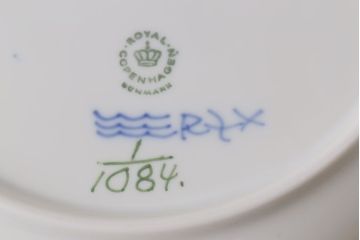 ROYAL
COPENHAGEN
DENMARK
1
1084.